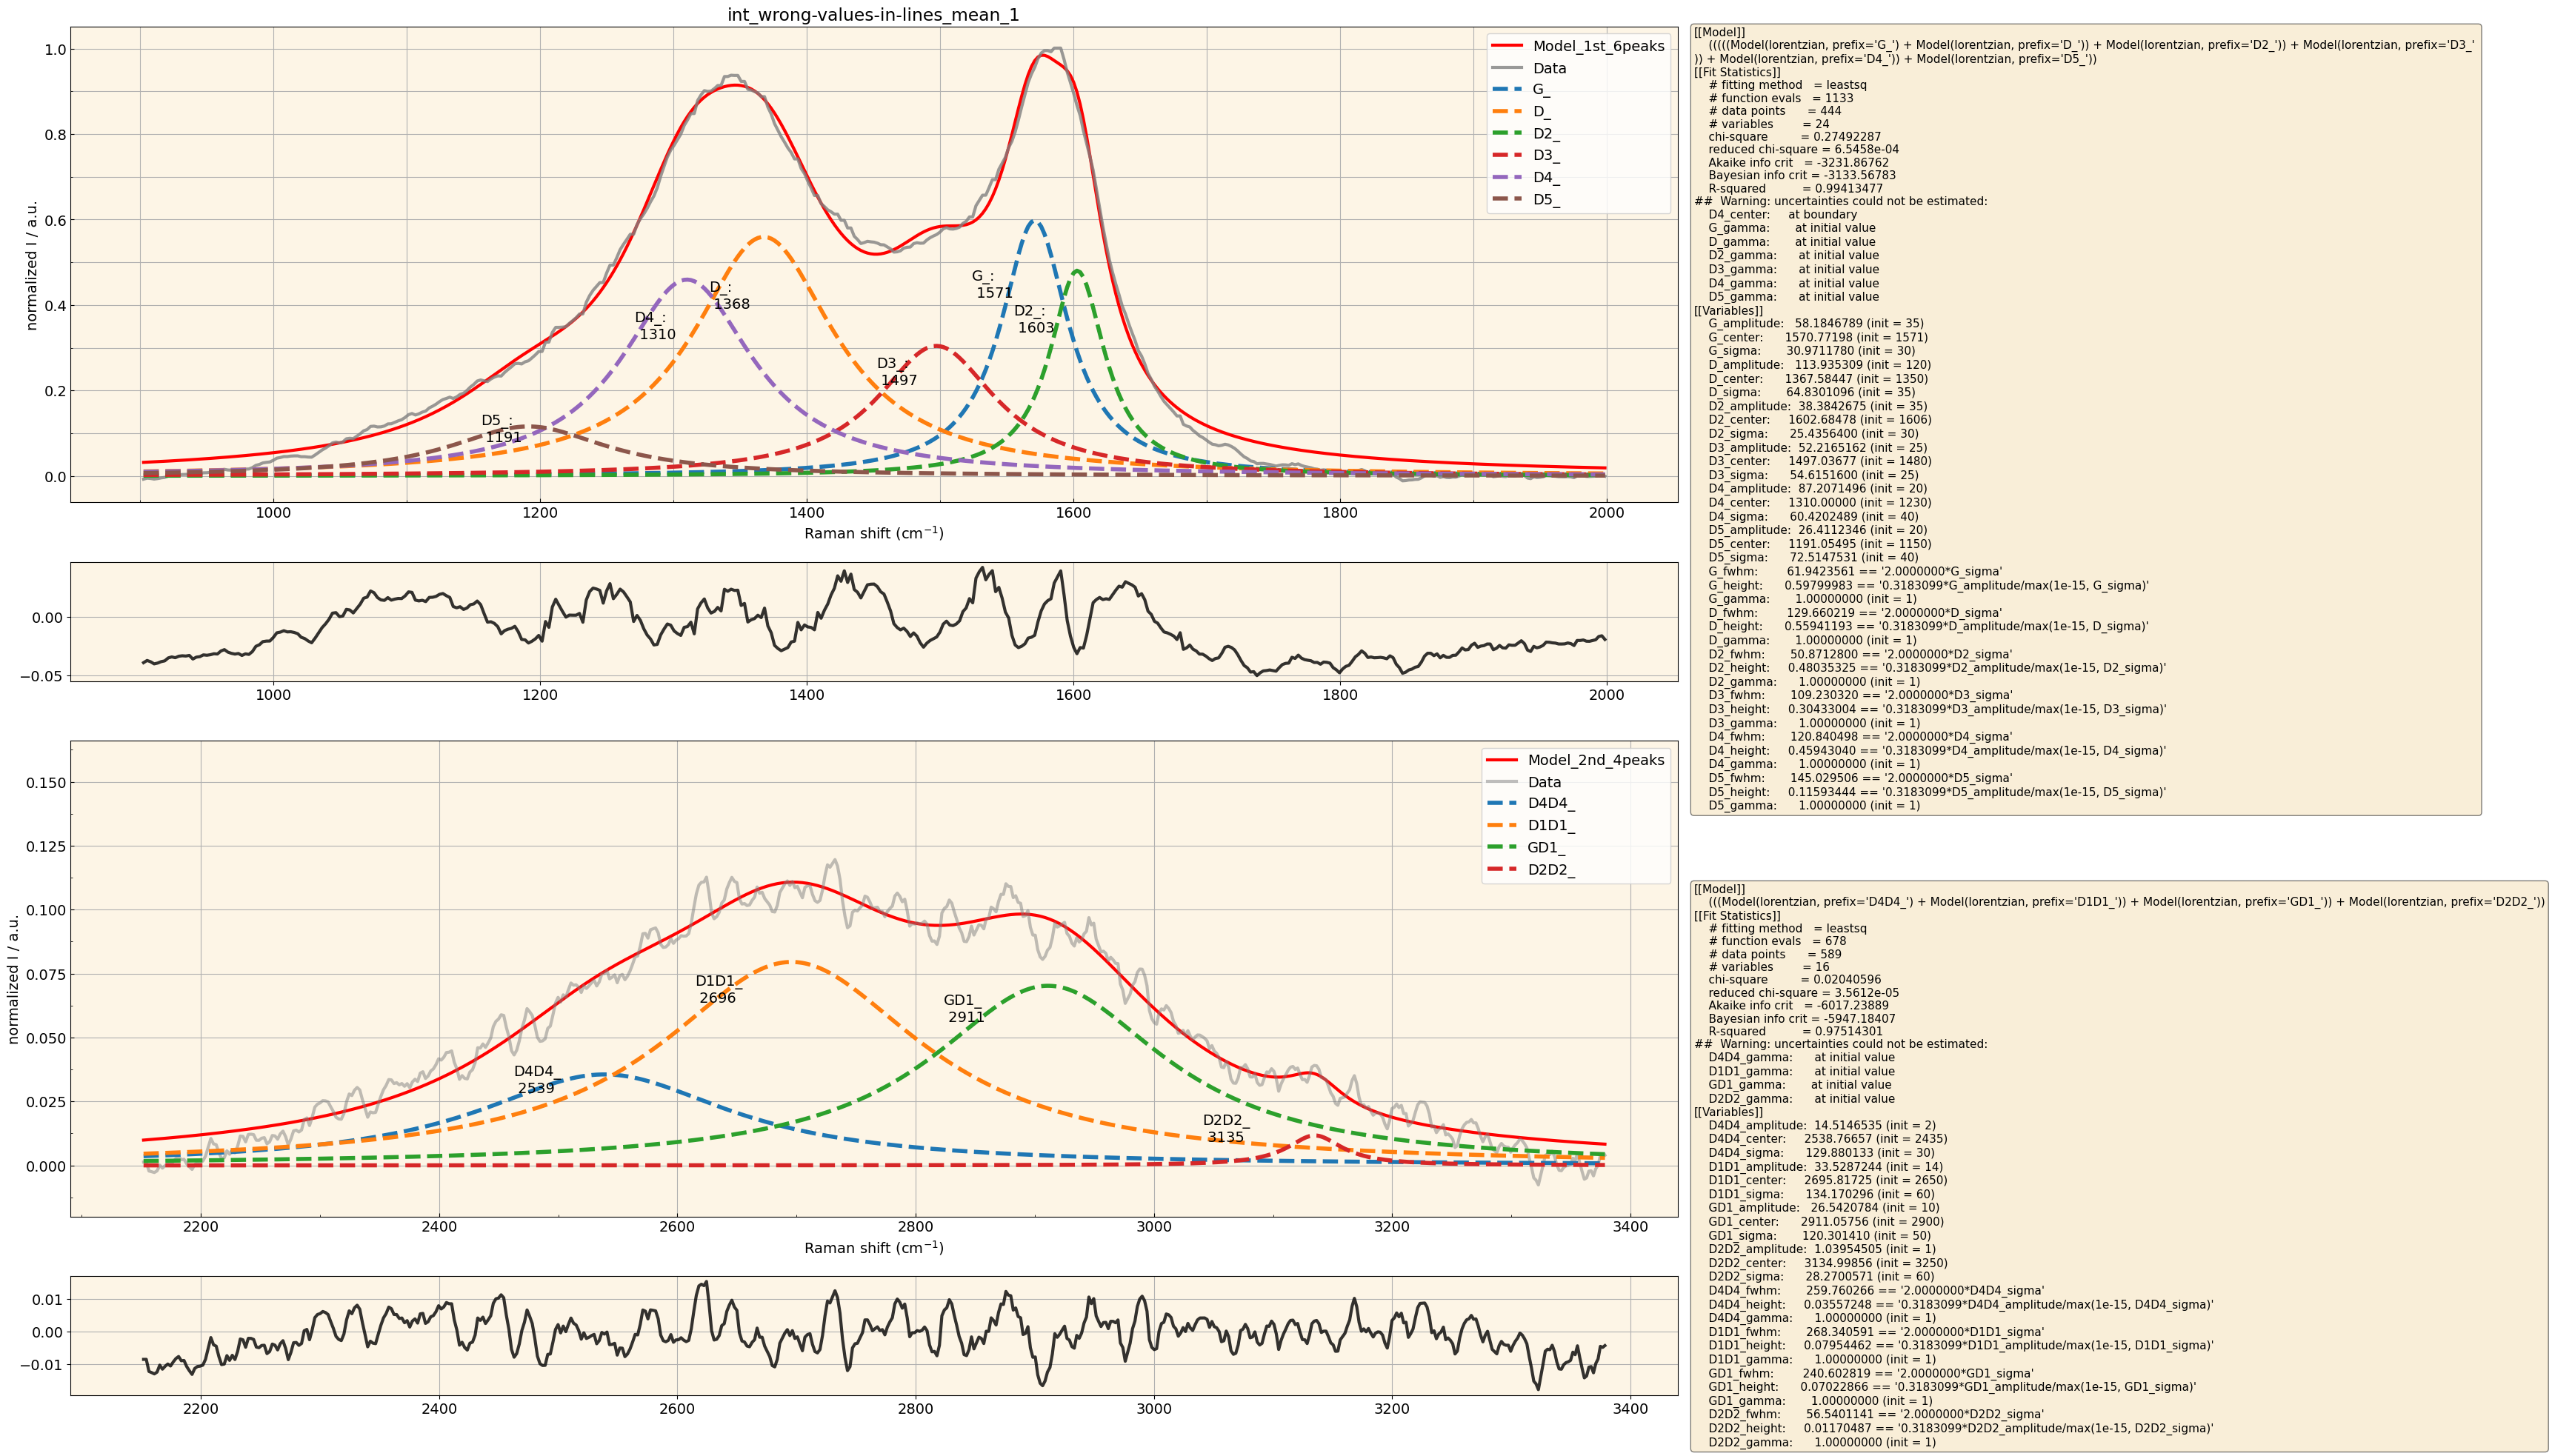 int_wrong-values-in-lines_mean_1
normalized I / a.u.
1.0
0.8
0.6
0.4
0.2
0.0
Model_1st_6peaks
Data
G_
D_
D2_
D3_
D4_
D5_
G_:
1571
D_:
1368
D2_:
1603
D4_:
1310
D3_:
1497
D5_:
1191
1000 1200 1400 1600 1800 2000
Raman shift (cm⁻¹)
0.00
−0.05
1000 1200 1400 1600 1800 2000
normalized I / a.u.
0.150
0.125
0.100
0.075
0.050
0.025
0.000
Model_2nd_4peaks
Data
D4D4_
D1D1_
GD1_
D2D2_
D1D1_
2696
GD1_
2911
D4D4_
2539
D2D2_
3135
2200 2400 2600 2800 3000 3200 3400
Raman shift (cm⁻¹)
0.01
0.00
−0.01
2200 2400 2600 2800 3000 3200 3400
[[Model]]
(((((Model(lorentzian, prefix='G_') + Model(lorentzian, prefix='D_')) + Model(lorentzian, prefix='D2_')) + Model(lorentzian, prefix='D3_'
)) + Model(lorentzian, prefix='D4_')) + Model(lorentzian, prefix='D5_'))
[[Fit Statistics]]
# fitting method = leastsq
# function evals = 1133
# data points = 444
# variables = 24
chi-square = 0.27492287
reduced chi-square = 6.5458e-04
Akaike info crit = -3231.86762
Bayesian info crit = -3133.56783
R-squared = 0.99413477
## Warning: uncertainties could not be estimated:
D4_center: at boundary
G_gamma: at initial value
D_gamma: at initial value
D2_gamma: at initial value
D3_gamma: at initial value
D4_gamma: at initial value
D5_gamma: at initial value
[[Variables]]
G_amplitude: 58.1846789 (init = 35)
G_center: 1570.77198 (init = 1571)
G_sigma: 30.9711780 (init = 30)
D_amplitude: 113.935309 (init = 120)
D_center: 1367.58447 (init = 1350)
D_sigma: 64.8301096 (init = 35)
D2_amplitude: 38.3842675 (init = 35)
D2_center: 1602.68478 (init = 1606)
D2_sigma: 25.4356400 (init = 30)
D3_amplitude: 52.2165162 (init = 25)
D3_center: 1497.03677 (init = 1480)
D3_sigma: 54.6151600 (init = 25)
D4_amplitude: 87.2071496 (init = 20)
D4_center: 1310.00000 (init = 1230)
D4_sigma: 60.4202489 (init = 40)
D5_amplitude: 26.4112346 (init = 20)
D5_center: 1191.05495 (init = 1150)
D5_sigma: 72.5147531 (init = 40)
G_fwhm: 61.9423561 == '2.0000000*G_sigma'
G_height: 0.59799983 == '0.3183099*G_amplitude/max(1e-15, G_sigma)'
G_gamma: 1.00000000 (init = 1)
D_fwhm: 129.660219 == '2.0000000*D_sigma'
D_height: 0.55941193 == '0.3183099*D_amplitude/max(1e-15, D_sigma)'
D_gamma: 1.00000000 (init = 1)
D2_fwhm: 50.8712800 == '2.0000000*D2_sigma'
D2_height: 0.48035325 == '0.3183099*D2_amplitude/max(1e-15, D2_sigma)'
D2_gamma: 1.00000000 (init = 1)
D3_fwhm: 109.230320 == '2.0000000*D3_sigma'
D3_height: 0.30433004 == '0.3183099*D3_amplitude/max(1e-15, D3_sigma)'
D3_gamma: 1.00000000 (init = 1)
D4_fwhm: 120.840498 == '2.0000000*D4_sigma'
D4_height: 0.45943040 == '0.3183099*D4_amplitude/max(1e-15, D4_sigma)'
D4_gamma: 1.00000000 (init = 1)
D5_fwhm: 145.029506 == '2.0000000*D5_sigma'
D5_height: 0.11593444 == '0.3183099*D5_amplitude/max(1e-15, D5_sigma)'
D5_gamma: 1.00000000 (init = 1)
[[Model]]
(((Model(lorentzian, prefix='D4D4_') + Model(lorentzian, prefix='D1D1_')) + Model(lorentzian, prefix='GD1_')) + Model(lorentzian, prefix='D2D2_'))
[[Fit Statistics]]
# fitting method = leastsq
# function evals = 678
# data points = 589
# variables = 16
chi-square = 0.02040596
reduced chi-square = 3.5612e-05
Akaike info crit = -6017.23889
Bayesian info crit = -5947.18407
R-squared = 0.97514301
## Warning: uncertainties could not be estimated:
D4D4_gamma: at initial value
D1D1_gamma: at initial value
GD1_gamma: at initial value
D2D2_gamma: at initial value
[[Variables]]
D4D4_amplitude: 14.5146535 (init = 2)
D4D4_center: 2538.76657 (init = 2435)
D4D4_sigma: 129.880133 (init = 30)
D1D1_amplitude: 33.5287244 (init = 14)
D1D1_center: 2695.81725 (init = 2650)
D1D1_sigma: 134.170296 (init = 60)
GD1_amplitude: 26.5420784 (init = 10)
GD1_center: 2911.05756 (init = 2900)
GD1_sigma: 120.301410 (init = 50)
D2D2_amplitude: 1.03954505 (init = 1)
D2D2_center: 3134.99856 (init = 3250)
D2D2_sigma: 28.2700571 (init = 60)
D4D4_fwhm: 259.760266 == '2.0000000*D4D4_sigma'
D4D4_height: 0.03557248 == '0.3183099*D4D4_amplitude/max(1e-15, D4D4_sigma)'
D4D4_gamma: 1.00000000 (init = 1)
D1D1_fwhm: 268.340591 == '2.0000000*D1D1_sigma'
D1D1_height: 0.07954462 == '0.3183099*D1D1_amplitude/max(1e-15, D1D1_sigma)'
D1D1_gamma: 1.00000000 (init = 1)
GD1_fwhm: 240.602819 == '2.0000000*GD1_sigma'
GD1_height: 0.07022866 == '0.3183099*GD1_amplitude/max(1e-15, GD1_sigma)'
GD1_gamma: 1.00000000 (init = 1)
D2D2_fwhm: 56.5401141 == '2.0000000*D2D2_sigma'
D2D2_height: 0.01170487 == '0.3183099*D2D2_amplitude/max(1e-15, D2D2_sigma)'
D2D2_gamma: 1.00000000 (init = 1)